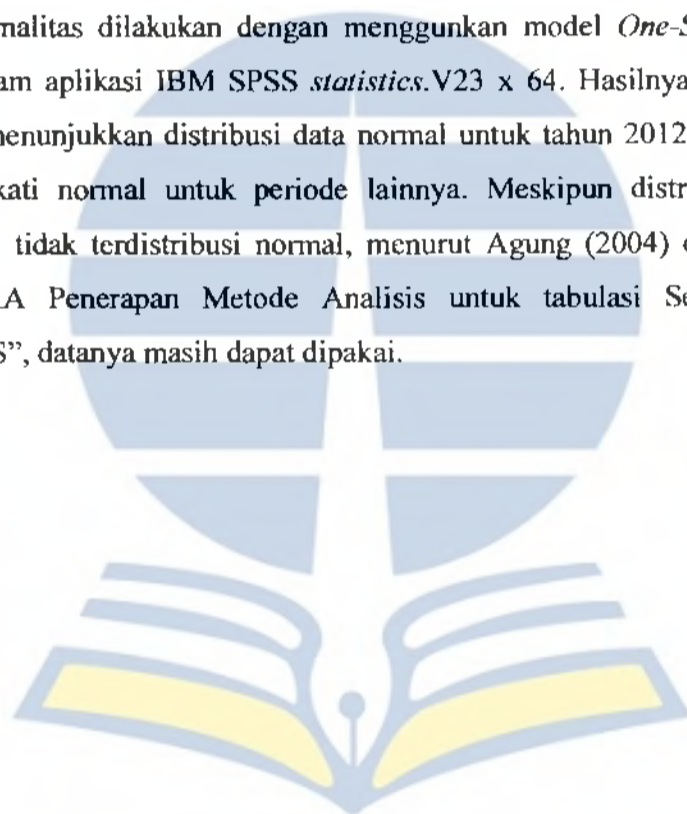 malitas dilakukan dengan menggunkan model One-S
am aplikasi IBM SPSS statistics.V23 x 64. Hasilnya
menunjukkan distribusi data normal untuk tahun 2012
kati normal untuk periode lainnya. Meskipun distr
tidak terdistribusi normal, menurut Agung (2004)
A Penerapan Metode Analisis untuk tabulasi Se
S”, datanya masih dapat dipakai.